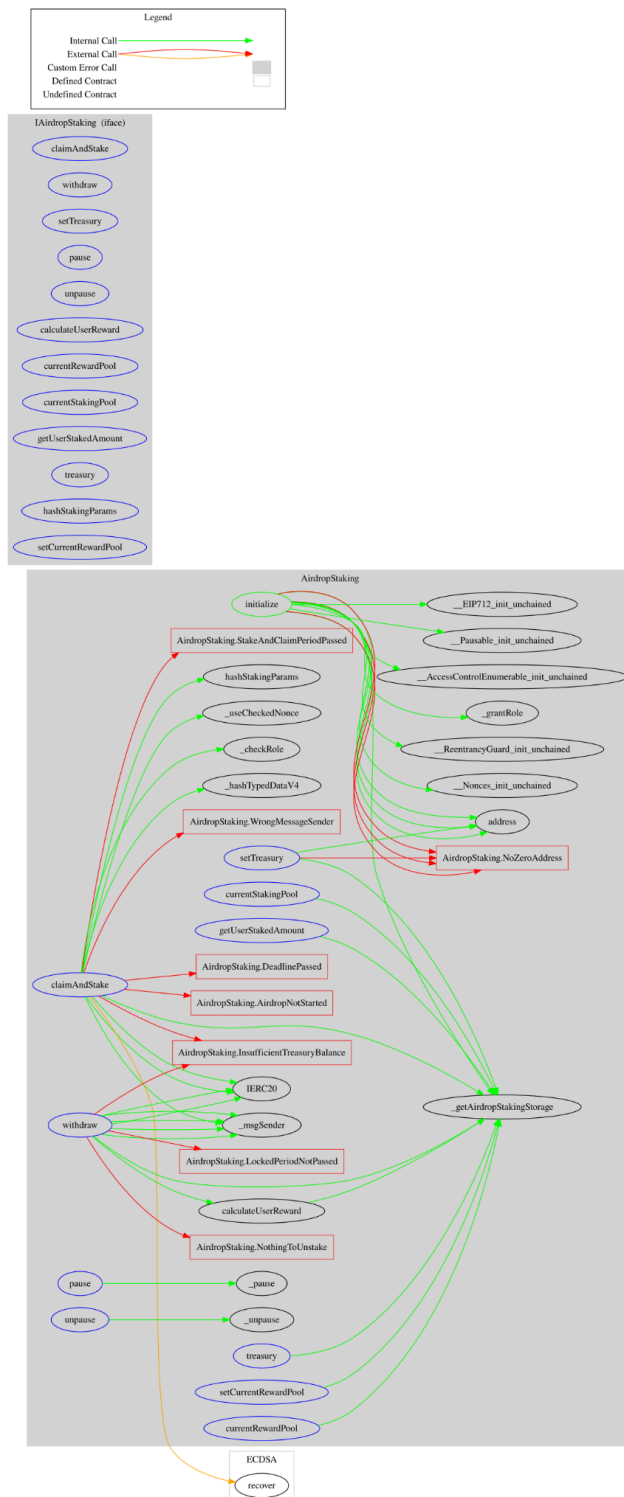 Legend
Internal Call
External Call
Custom Error Call
Defined Contract
Undefined Contract
IAirdropStaking (iface)
claimAndStake
withdraw
setTreasury
pause
unpause
calculateUserReward
currentRewardPool
currentStakingPool
getUserStakedAmount
treasury
hashStakingParams
setCurrentRewardPool
AirdropStaking
initialize
__EIP712_init_unchained
AirdropStaking.StakeAndClaimPeriodPassed
__Pausable_init_unchained
hashStakingParams
__AccessControlEnumerable_init_unchained
_useCheckedNonce
_grantRole
_checkRole
__ReentrancyGuard_init_unchained
_hashTypedDataV4
__Nonces_init_unchained
AirdropStaking.WrongMessageSender
address
setTreasury
AirdropStaking.NoZeroAddress
currentStakingPool
getUserStakedAmount
AirdropStaking.DeadlinePassed
claimAndStake
AirdropStaking.AirdropNotStarted
AirdropStaking.InsufficientTreasuryBalance
IERC20
_getAirdropStakingStorage
withdraw
_msgSender
AirdropStaking.LockedPeriodNotPassed
calculateUserReward
AirdropStaking.NothingToUnstake
pause
_pause
unpause
_unpause
treasury
setCurrentRewardPool
currentRewardPool
ECDSA
recover